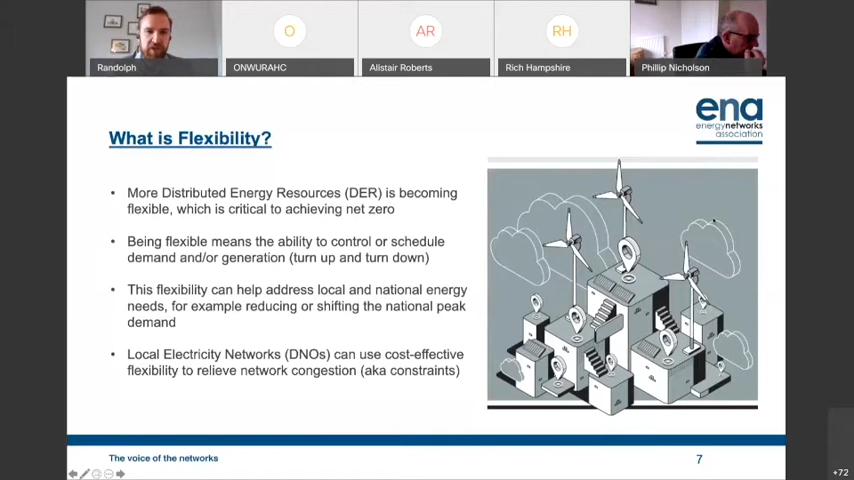 O
AR
RH
Randolph
ONWURAHC
Alistair Roberts
Rich Hampshire
Phillip Nicholson
ena
energynetworks
association
What is Flexibility?
• More Distributed Energy Resources (DER) is becoming
flexible, which is critical to achieving net zero
• Being flexible means the ability to control or schedule
demand and/or generation (turn up and turn down)
• This flexibility can help address local and national energy
needs, for example reducing or shifting the national peak
demand
• Local Electricity Networks (DNOs) can use cost-effective
flexibility to relieve network congestion (aka constraints)
The voice of the networks
7
+72